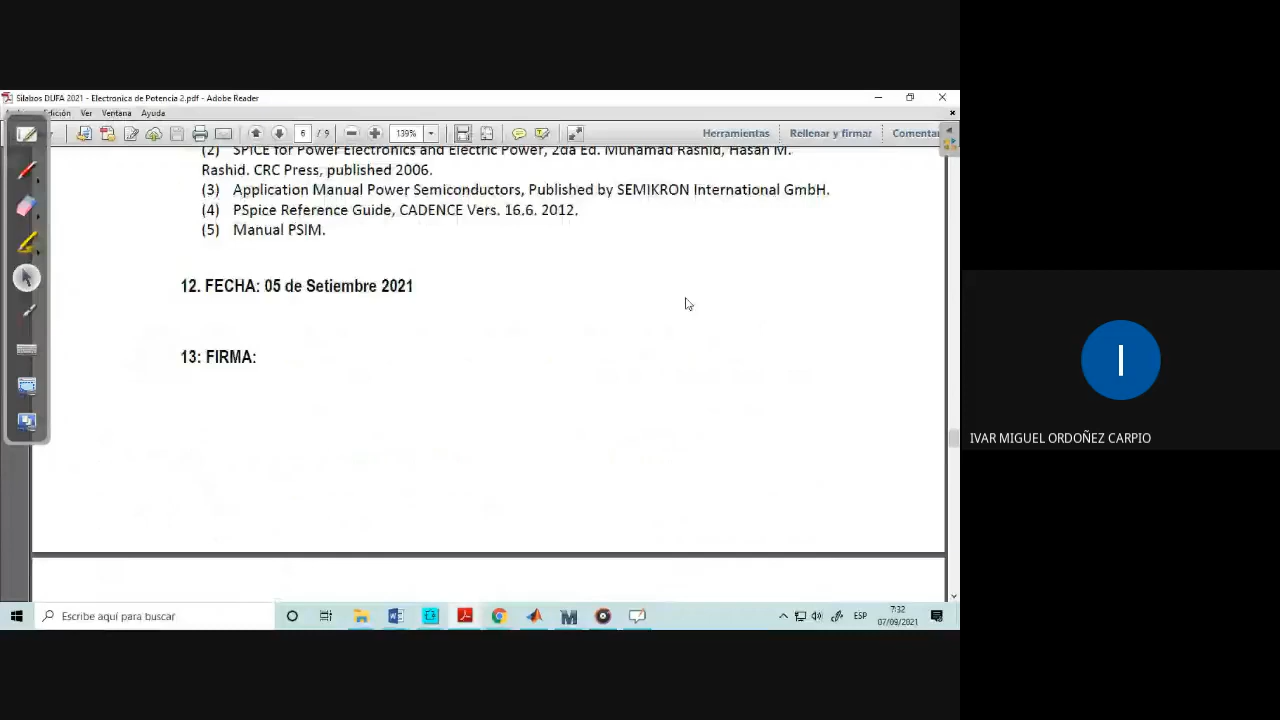 Silabos DUFA 2021 - Electronica de Potencia 2.pdf - Adobe Reader
Edición Ver Ventana Ayuda
6 / 9 139% Herramientas Rellenar y firmar Comentar
(2) SPICE for Power Electronics and Electric Power, 2da Ed. Muhamad Rashid, Hasan M.
Rashid. CRC Press, published 2006.
(3) Application Manual Power Semiconductors, Published by SEMIKRON International GmbH.
(4) PSpice Reference Guide, CADENCE Vers. 16.6. 2012.
(5) Manual PSIM.
12. FECHA: 05 de Setiembre 2021
13: FIRMA:
I
IVAR MIGUEL ORDOÑEZ CARPIO
Escribe aquí para buscar
ESP
7:32
07/09/2021